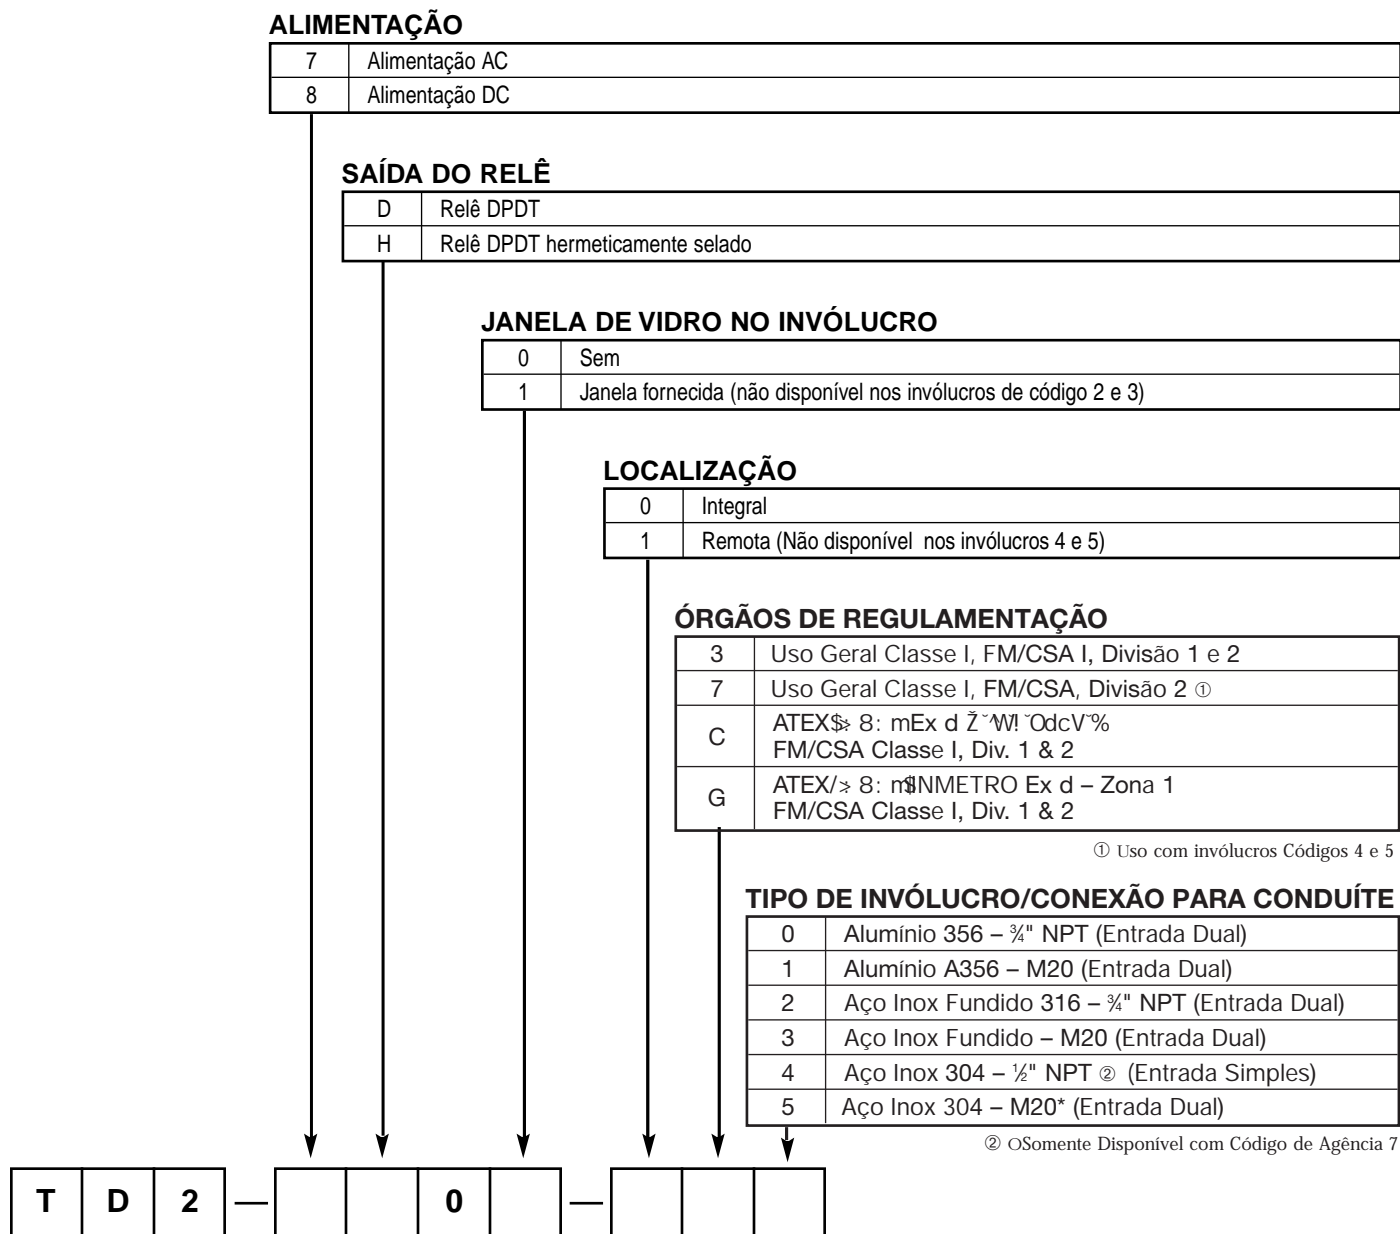 ALIMENTAÇÃO
7 Alimentação AC
8 Alimentação DC
SAÍDA DO RELÊ
D Relê DPDT
H Relê DPDT hermeticamente selado
JANELA DE VIDRO NO INVÓLUCRO
0 Sem
1 Janela fornecida (não disponível nos invólucros de código 2 e 3)
LOCALIZAÇÃO
0 Integral
1 Remota (Não disponível nos invólucros 4 e 5)
ÓRGÃOS DE REGULAMENTAÇÃO
3 Uso Geral Classe I, FM/CSA I, Divisão 1 e 2
7 Uso Geral Classe I, FM/CSA, Divisão 2 ①
C ATEX Ex d
FM/CSA Classe I, Div. 1 & 2
G ATEX/ INMETRO Ex d – Zona 1
FM/CSA Classe I, Div. 1 & 2
① Uso com invólucros Códigos 4 e 5
TIPO DE INVÓLUCRO/CONEXÃO PARA CONDUÍTE
0 Alumínio 356 – ¾" NPT (Entrada Dual)
1 Alumínio A356 – M20 (Entrada Dual)
2 Aço Inox Fundido 316 – ¾" NPT (Entrada Dual)
3 Aço Inox Fundido – M20 (Entrada Dual)
4 Aço Inox 304 – ½" NPT ② (Entrada Simples)
5 Aço Inox 304 – M20* (Entrada Dual)
② OSomente Disponível com Código de Agência 7
T D 2 — 0 —